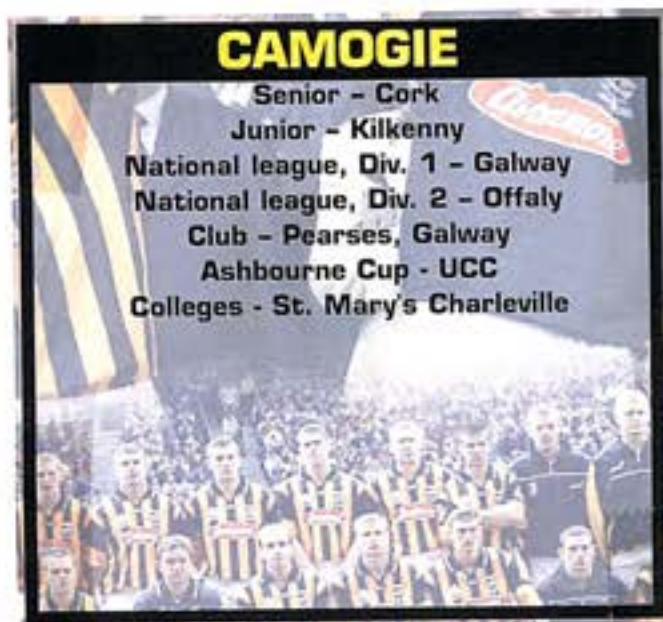 CAMOGIE
Senior – Cork
Junior – Kilkenny
National league, Div. 1 – Galway
National league, Div. 2 – Offaly
Club – Pearses, Galway
Ashbourne Cup - UCC
Colleges - St. Mary's Charleville